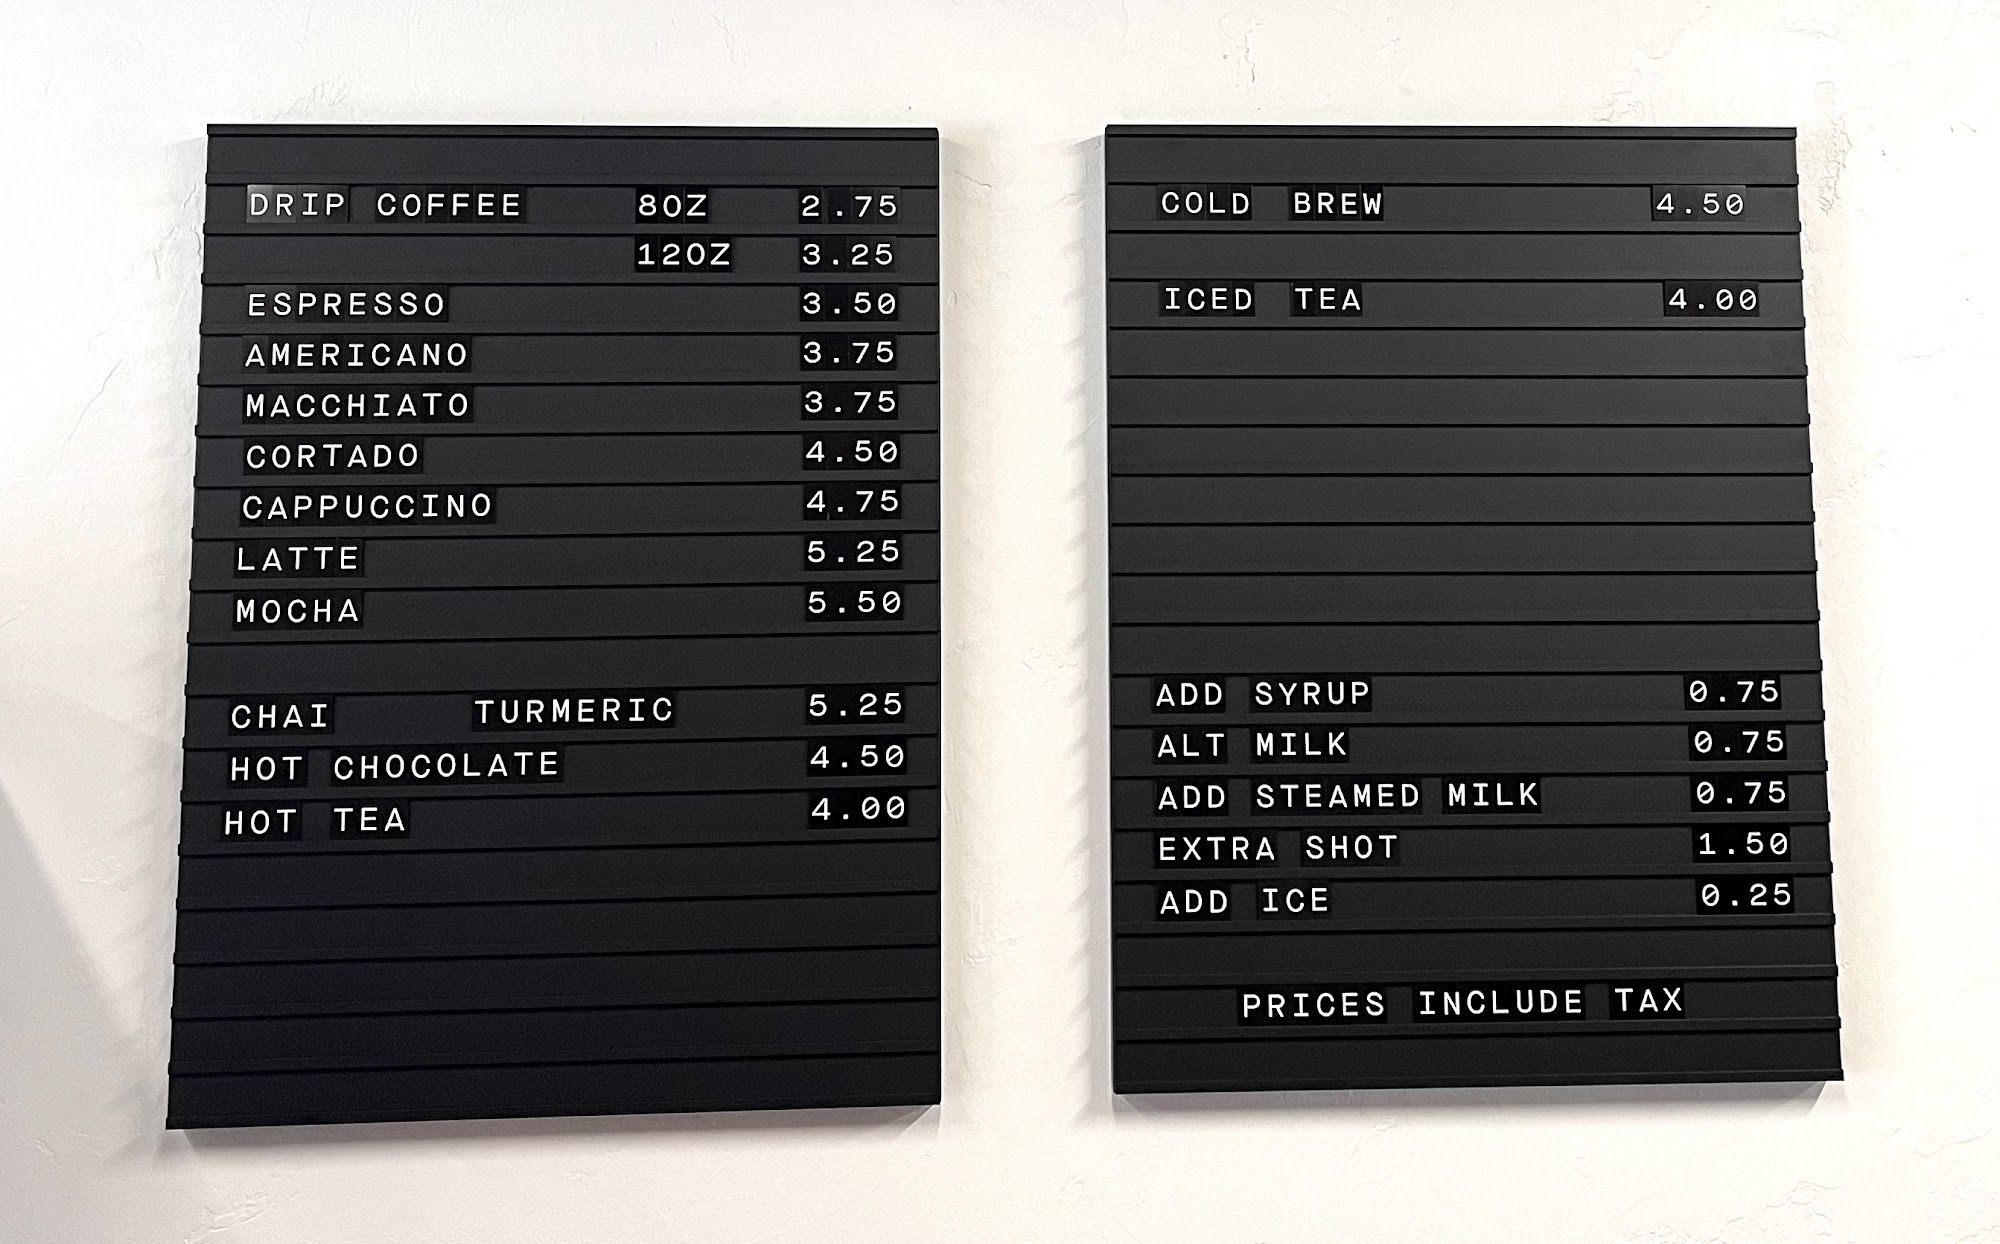 DRIP COFFEE 8OZ 2.75
12OZ 3.25
ESPRESSO 3.50
AMERICANO 3.75
MACCHIATO 3.75
CORTADO 4.50
CAPPUCCINO 4.75
LATTE 5.25
MOCHA 5.50
CHAI TURMERIC 5.25
HOT CHOCOLATE 4.50
HOT TEA 4.00
COLD BREW 4.50
ICED TEA 4.00
ADD SYRUP 0.75
ALT MILK 0.75
ADD STEAMED MILK 0.75
EXTRA SHOT 1.50
ADD ICE 0.25
PRICES INCLUDE TAX